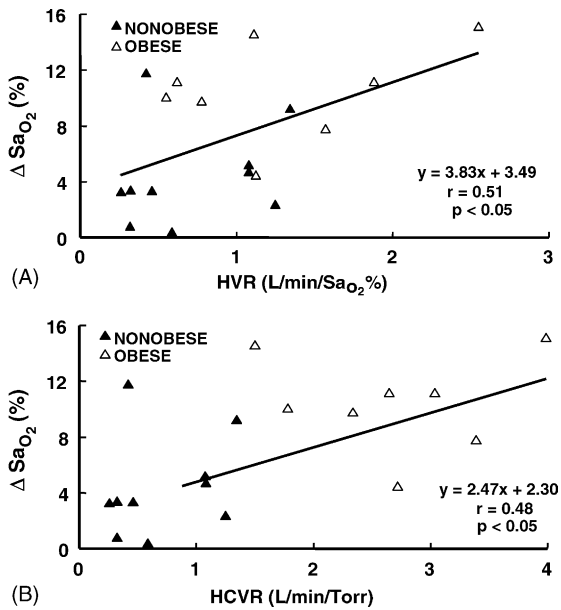 16
12
8
4
0
Δ SaO2 (%)
▲ NONOBESE
△ OBESE
y = 3.83x + 3.49
r = 0.51
p < 0.05
0 1 2 3
HVR (L/min/SaO2%)
(A)
16
12
8
4
0
Δ SaO2 (%)
▲ NONOBESE
△ OBESE
y = 2.47x + 2.30
r = 0.48
p < 0.05
0 1 2 3 4
HCVR (L/min/Torr)
(B)